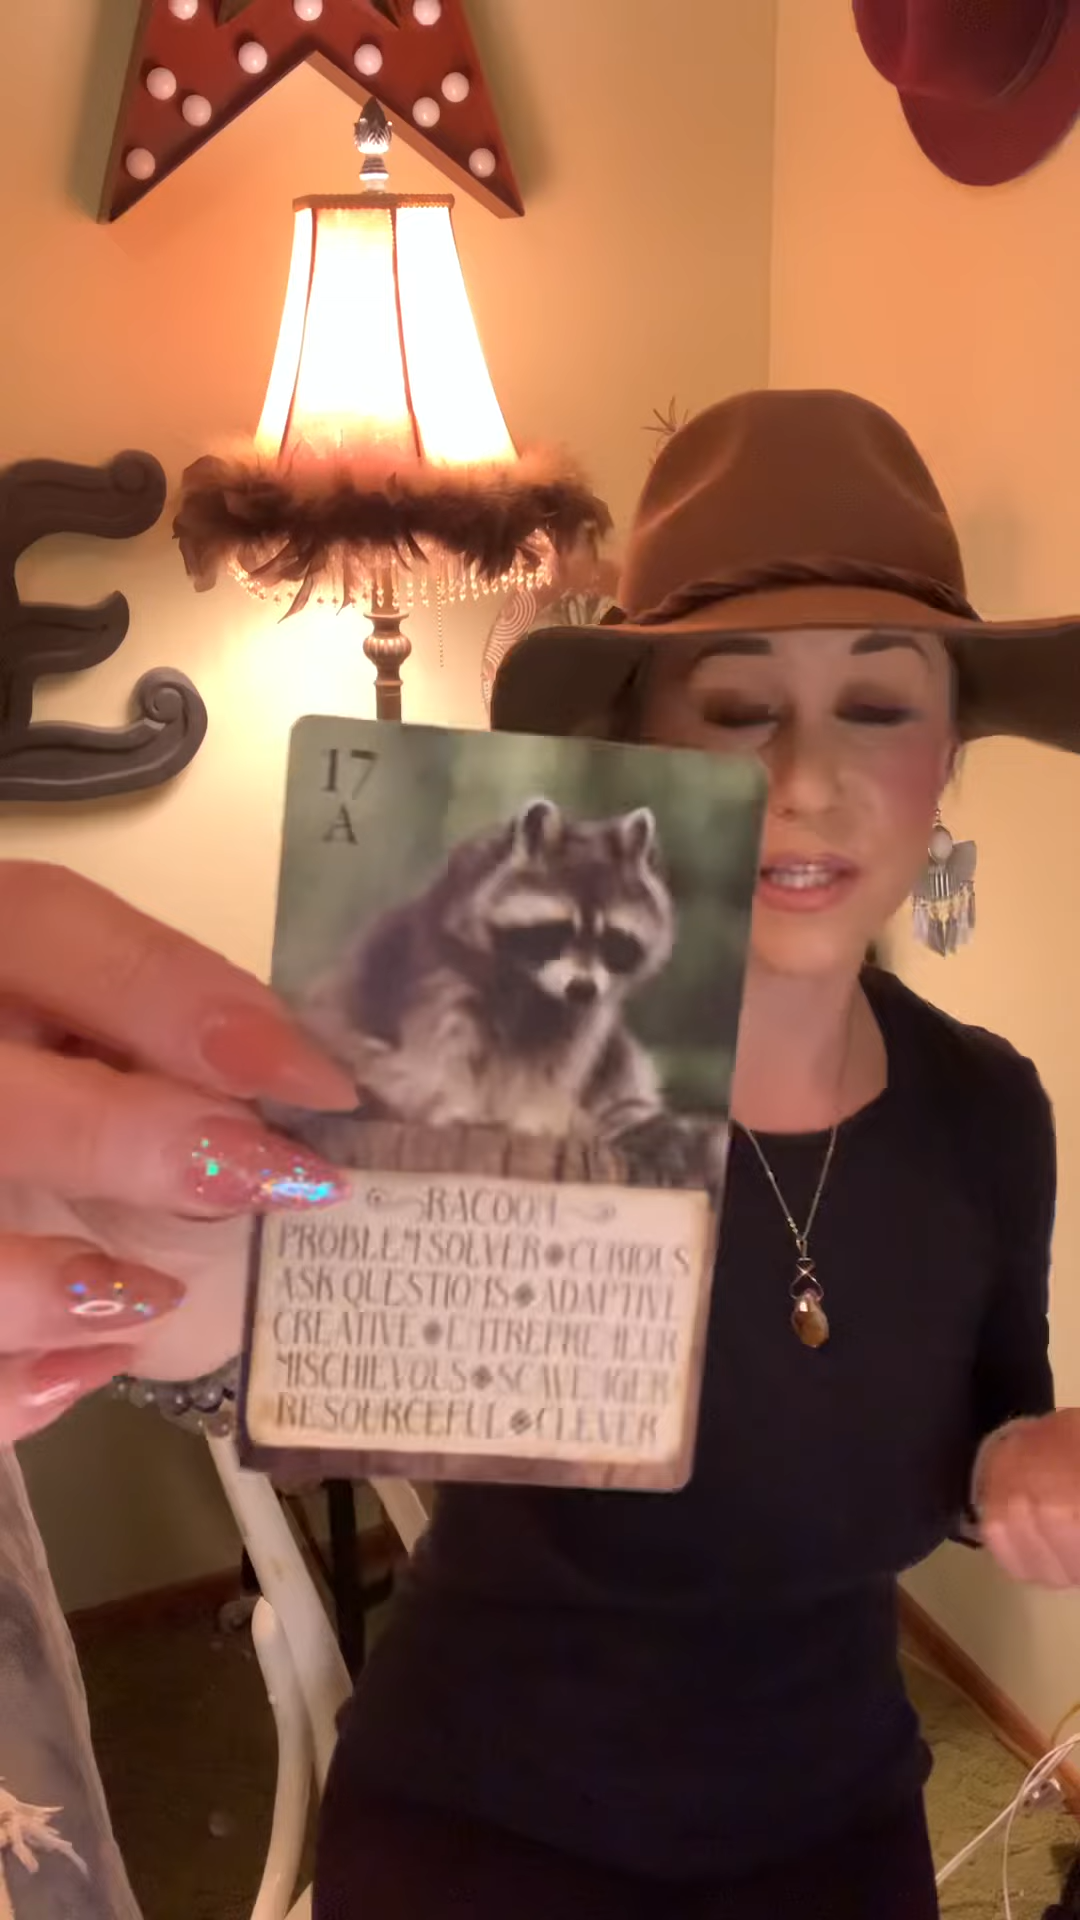 17
A
E
RACOON
PROBLEM SOLVER CURIOUS
ASK QUESTIONS ADAPTIVE
CREATIVE ENTREPRENEUR
MISCHIEVOUS SCAVENGER
RESOURCEFUL CLEVER